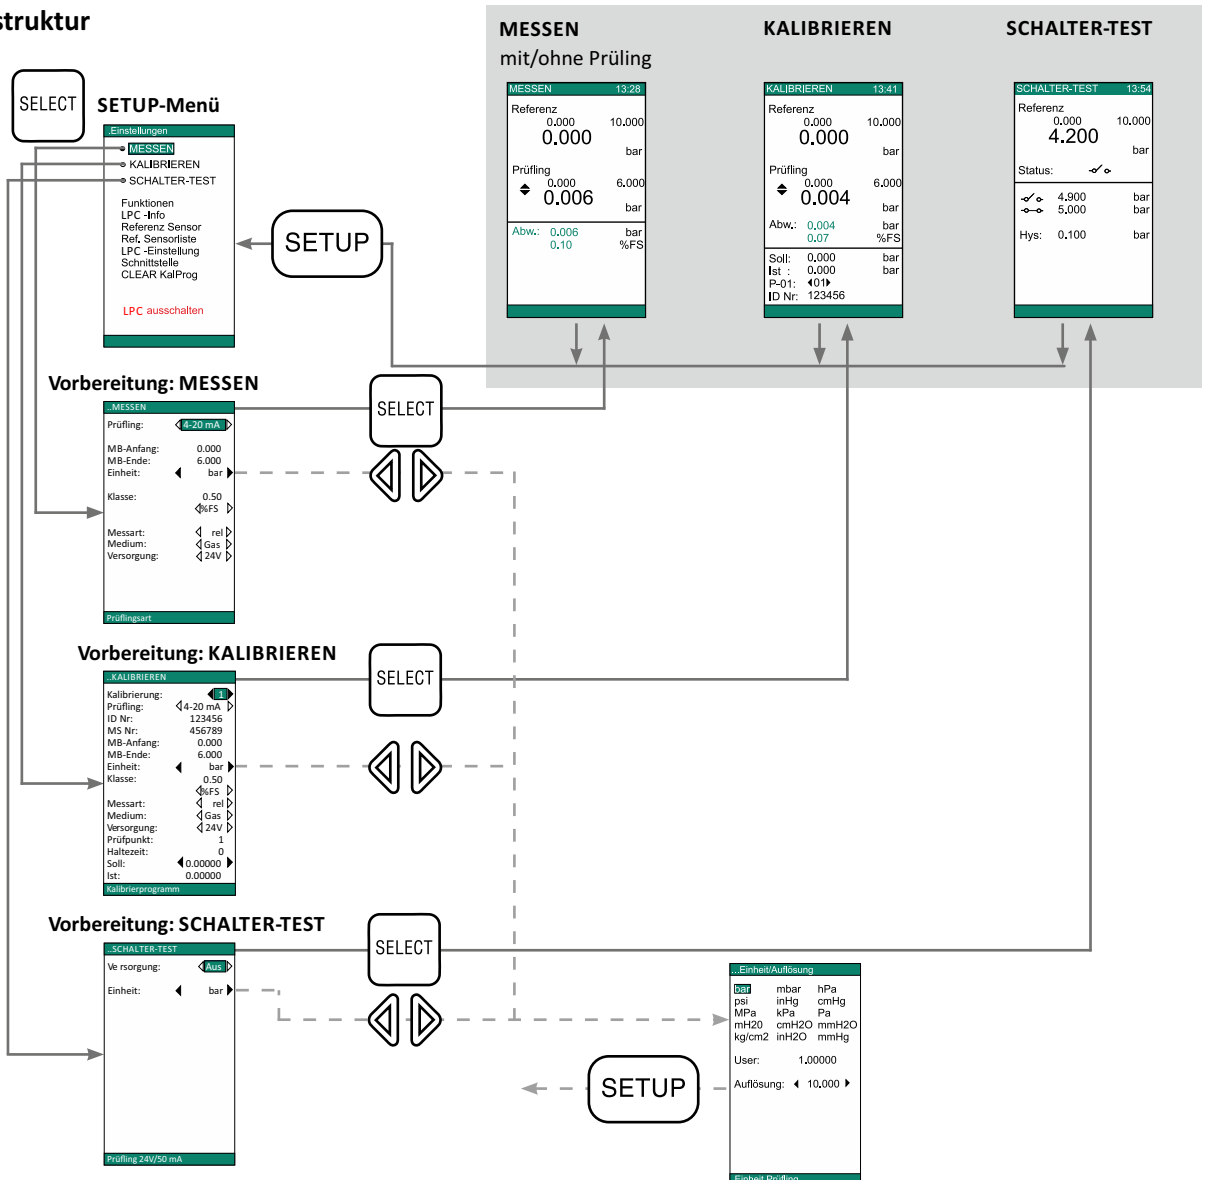 struktur
MESSEN
mit/ohne Prüling
KALIBRIEREN
SCHALTER-TEST
SELECT
SETUP-Menü
.Einstellungen
MESSEN
KALIBRIEREN
SCHALTER-TEST
Funktionen
LPC -Info
Referenz Sensor
Ref. Sensorliste
LPC -Einstellung
Schnittstelle
CLEAR KalProg
LPC ausschalten
SETUP
MESSEN 13:28
Referenz
0.000 10.000
0.000
bar
Prüfling
0.000 6.000
0.006
bar
Abw.: 0.006 bar
0.10 %FS
KALIBRIEREN 13:41
Referenz
0.000 10.000
0.000
bar
Prüfling
0.000 6.000
0.004
bar
Abw.: 0.004 bar
0.07 %FS
Soll: 0.000 bar
Ist : 0.000 bar
P-01: 01
ID Nr: 123456
SCHALTER-TEST 13:54
Referenz
0.000 10.000
4.200
bar
Status:
4.900 bar
5.000 bar
Hys: 0.100 bar
Vorbereitung: MESSEN
..MESSEN
Prüfling: 4-20 mA
MB-Anfang: 0.000
MB-Ende: 6.000
Einheit: bar
Klasse: 0.50
%FS
Messart: rel
Medium: Gas
Versorgung: 24V
Prüflingsart
SELECT
Vorbereitung: KALIBRIEREN
..KALIBRIEREN
Kalibrierung: 1
Prüfling: 4-20 mA
ID Nr: 123456
MS Nr: 456789
MB-Anfang: 0.000
MB-Ende: 6.000
Einheit: bar
Klasse: 0.50
%FS
Messart: rel
Medium: Gas
Versorgung: 24V
Prüfpunkt: 1
Haltezeit: 0
Soll: 0.00000
Ist: 0.00000
Kalibrierprogramm
SELECT
Vorbereitung: SCHALTER-TEST
..SCHALTER-TEST
Ve rsorgung: Aus
Einheit: bar
Prüfling 24V/50 mA
SELECT
...Einheit/Auflösung
bar mbar hPa
psi inHg cmHg
MPa kPa Pa
mH20 cmH2O mmH2O
kg/cm2 inH2O mmHg
User: 1.00000
Auflösung: 10.000
Einheit Prüfling
SETUP